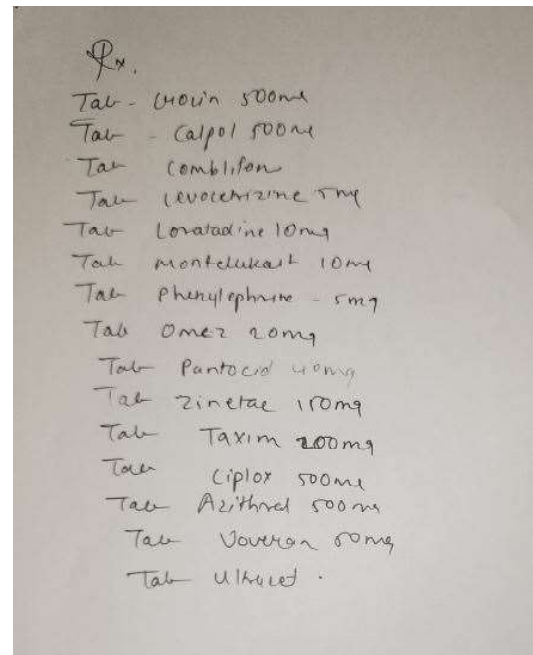 Rx.
Tab - Crocin 500mg
Tab - Calpol 500mg
Tab Combliflam
Tab Levocetrizine 5mg
Tab Loratadine 10mg
Tab Montelukast 10mg
Tab Phenylephrine - 5mg
Tab Omez 20mg
Tab Pantocid 40mg
Tab Zinetac 150mg
Tab Taxim 200mg
Tab Ciplox 500mg
Tab Azithral 500mg
Tab Voveran 50mg
Tab Ultracet .